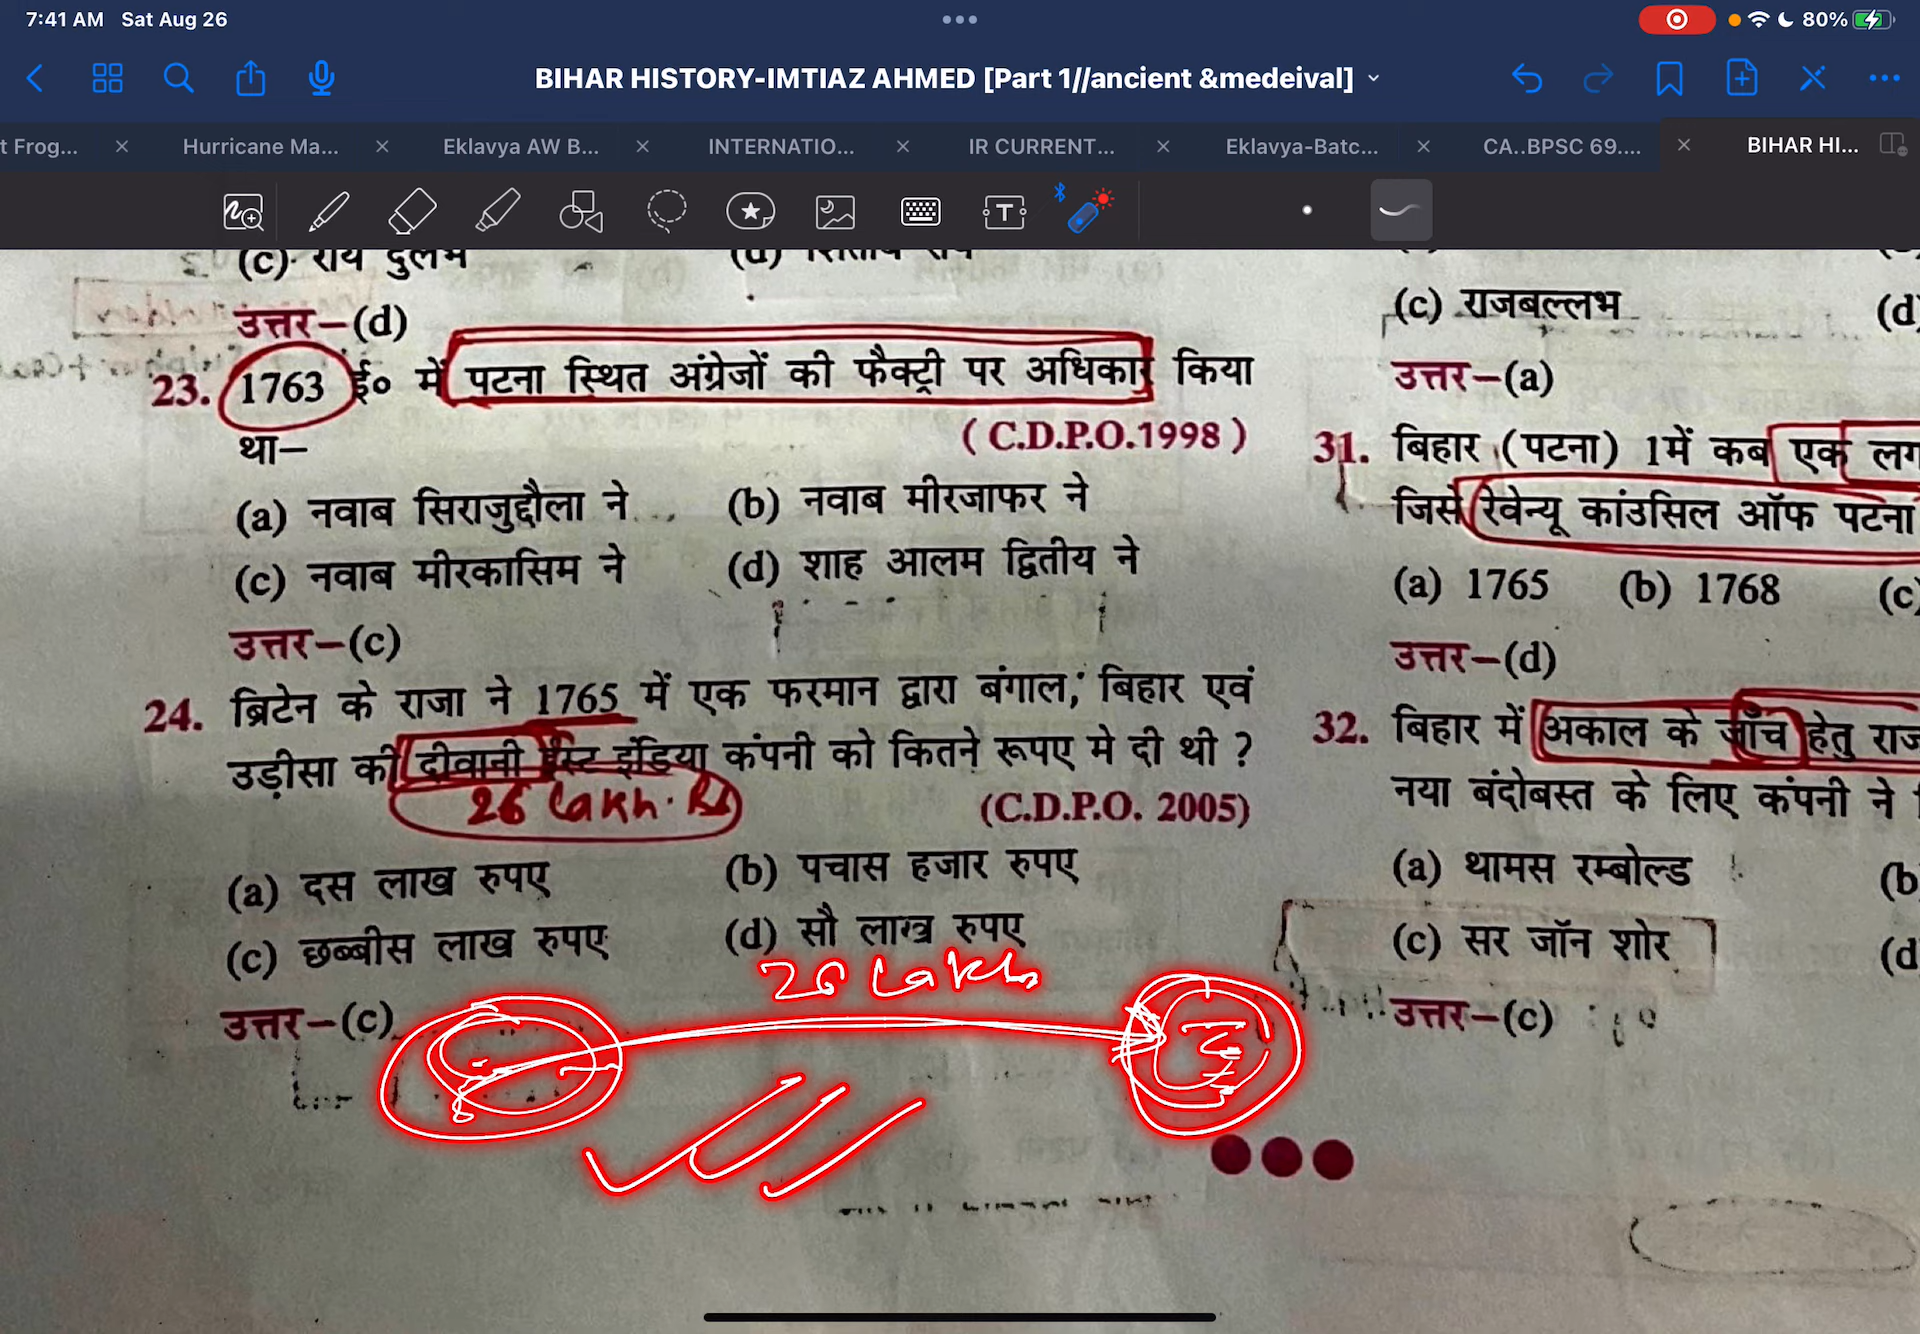 7:41 AM Sat Aug 26
80%
BIHAR HISTORY-IMTIAZ AHMED [Part 1//ancient &medeival]
t Frog...
Hurricane Ma...
Eklavya AW B...
INTERNATIO...
IR CURRENT...
Eklavya-Batc...
CA..BPSC 69....
BIHAR HI...
(c) राय दुलभ
उत्तर–(d)
23. 1763 ई० में पटना स्थित अंग्रेजों की फैक्ट्री पर अधिकार किया
था–
( C.D.P.O.1998 )
(a) नवाब सिराजुद्दौला ने (b) नवाब मीरजाफर ने
(c) नवाब मीरकासिम ने (d) शाह आलम द्वितीय ने
उत्तर–(c)
24. ब्रिटेन के राजा ने 1765 में एक फरमान द्वारा बंगाल, बिहार एवं
उड़ीसा की दीवानी ईस्ट इंडिया कंपनी को कितने रूपए मे दी थी ?
26 Lakh. Rs
(C.D.P.O. 2005)
(a) दस लाख रुपए (b) पचास हजार रुपए
(c) छब्बीस लाख रुपए (d) सौ लाख रुपए
26 Lakhs
उत्तर–(c)
(c) राजबल्लभ (d)
उत्तर–(a)
31. बिहार (पटना) 1में कब एक लग
जिसे रेवेन्यू कांउसिल ऑफ पटना
(a) 1765 (b) 1768 (c)
उत्तर–(d)
32. बिहार में अकाल के जाँच हेतु राज
नया बंदोबस्त के लिए कंपनी ने
(a) थामस रम्बोल्ड (b
(c) सर जॉन शोर (d
उत्तर–(c)